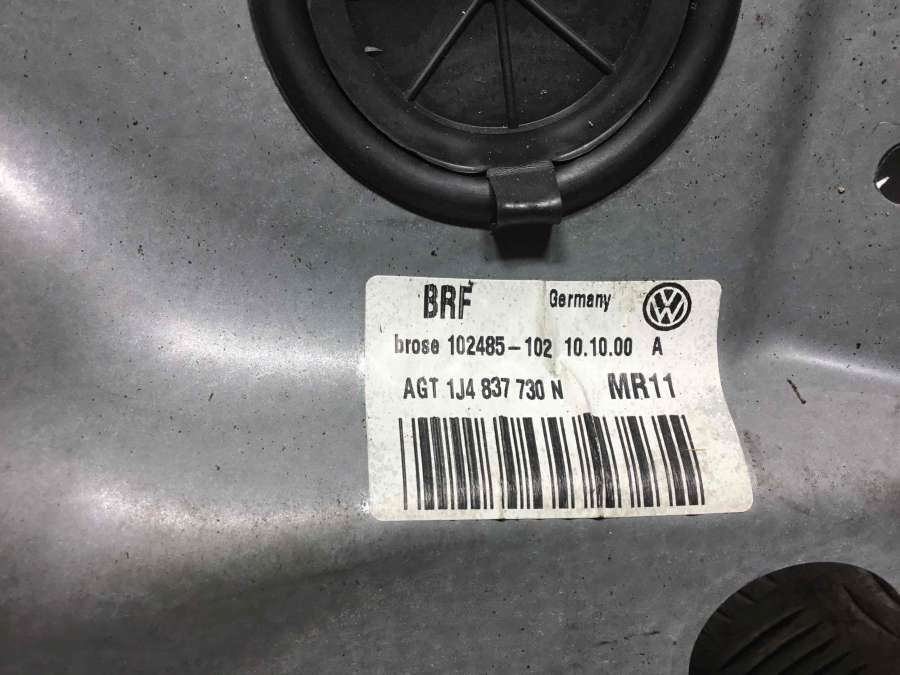 BRF Germany
brose 102485-102 10.10.00 A
AGT 1J4 837 730 N MR11